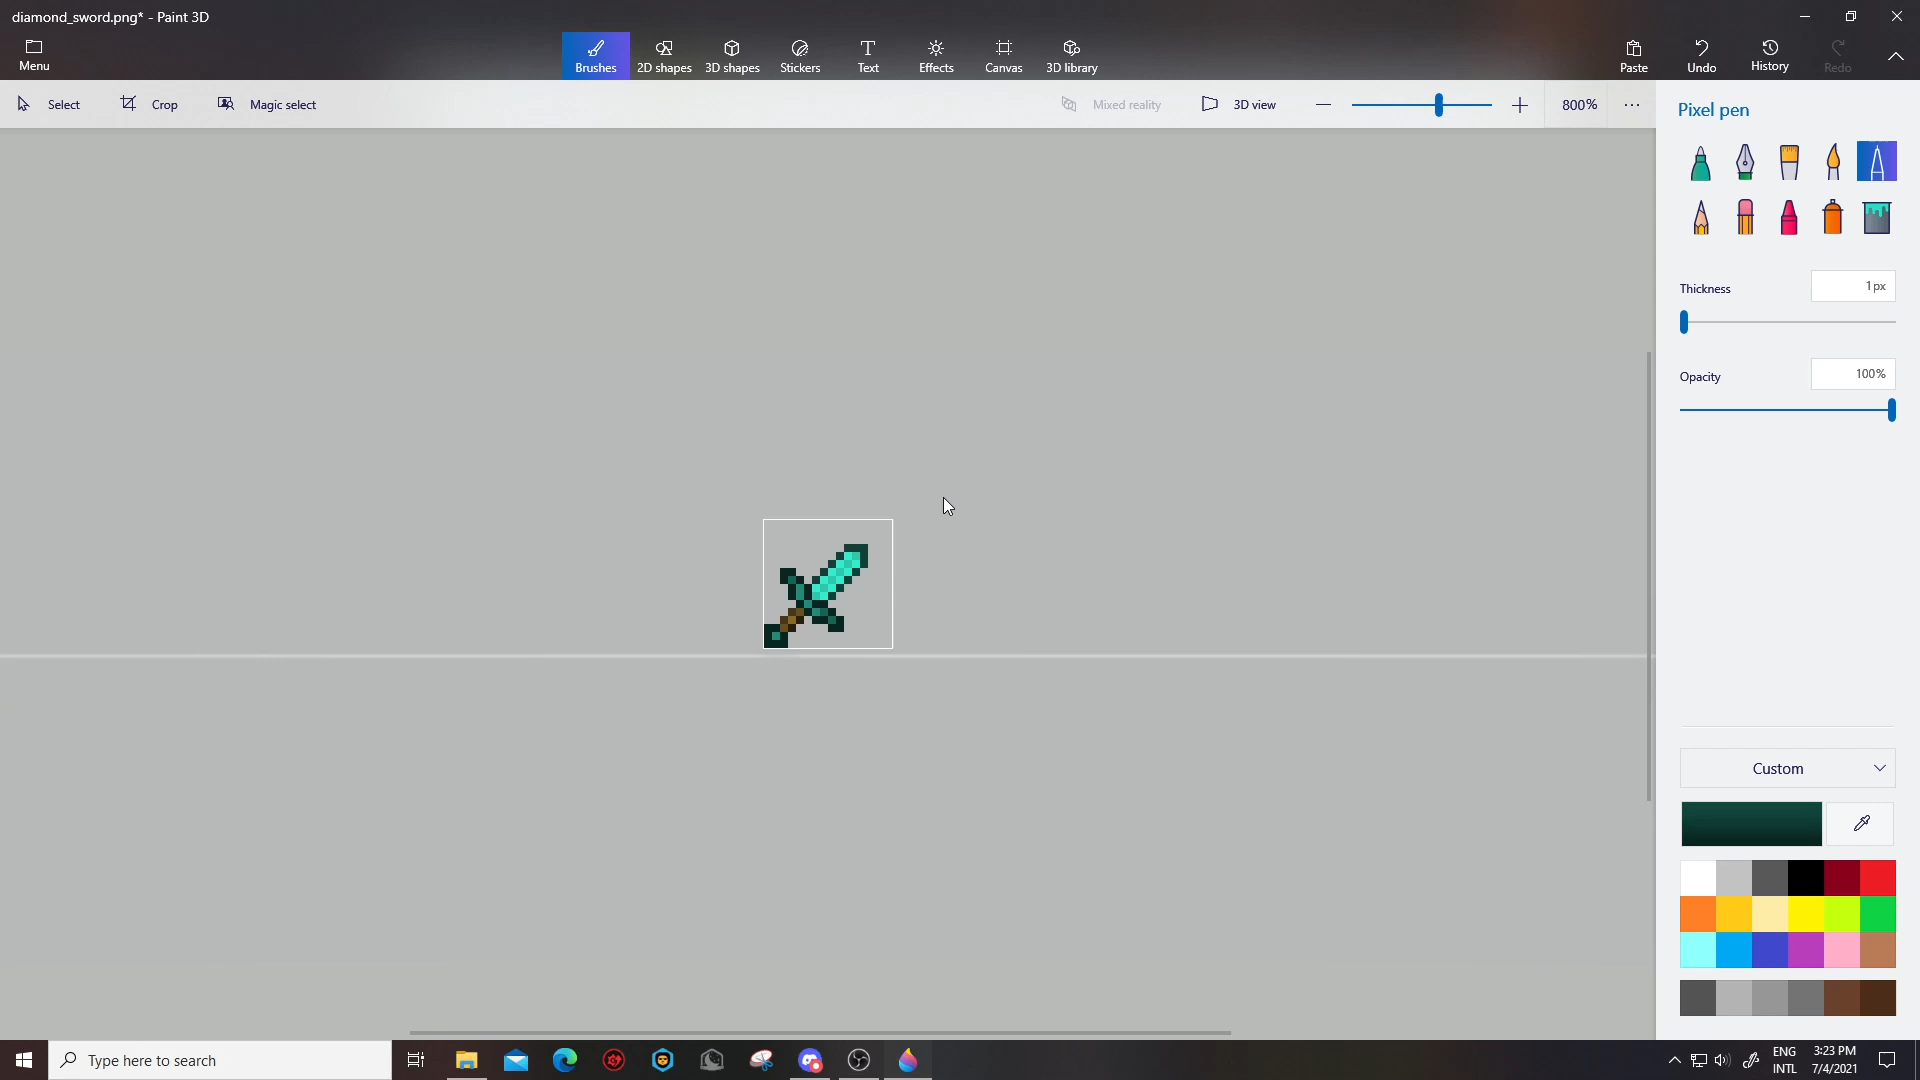 diamond_sword.png* - Paint 3D
Menu
Brushes
2D shapes
3D shapes
Stickers
Text
Effects
Canvas
3D library
Paste
Undo
History
Redo
Select
Crop
Magic select
Mixed reality
3D view
800%
Pixel pen
Thickness
1px
Opacity
100%
Custom
Type here to search
ENG
INTL
3:23 PM
7/4/2021